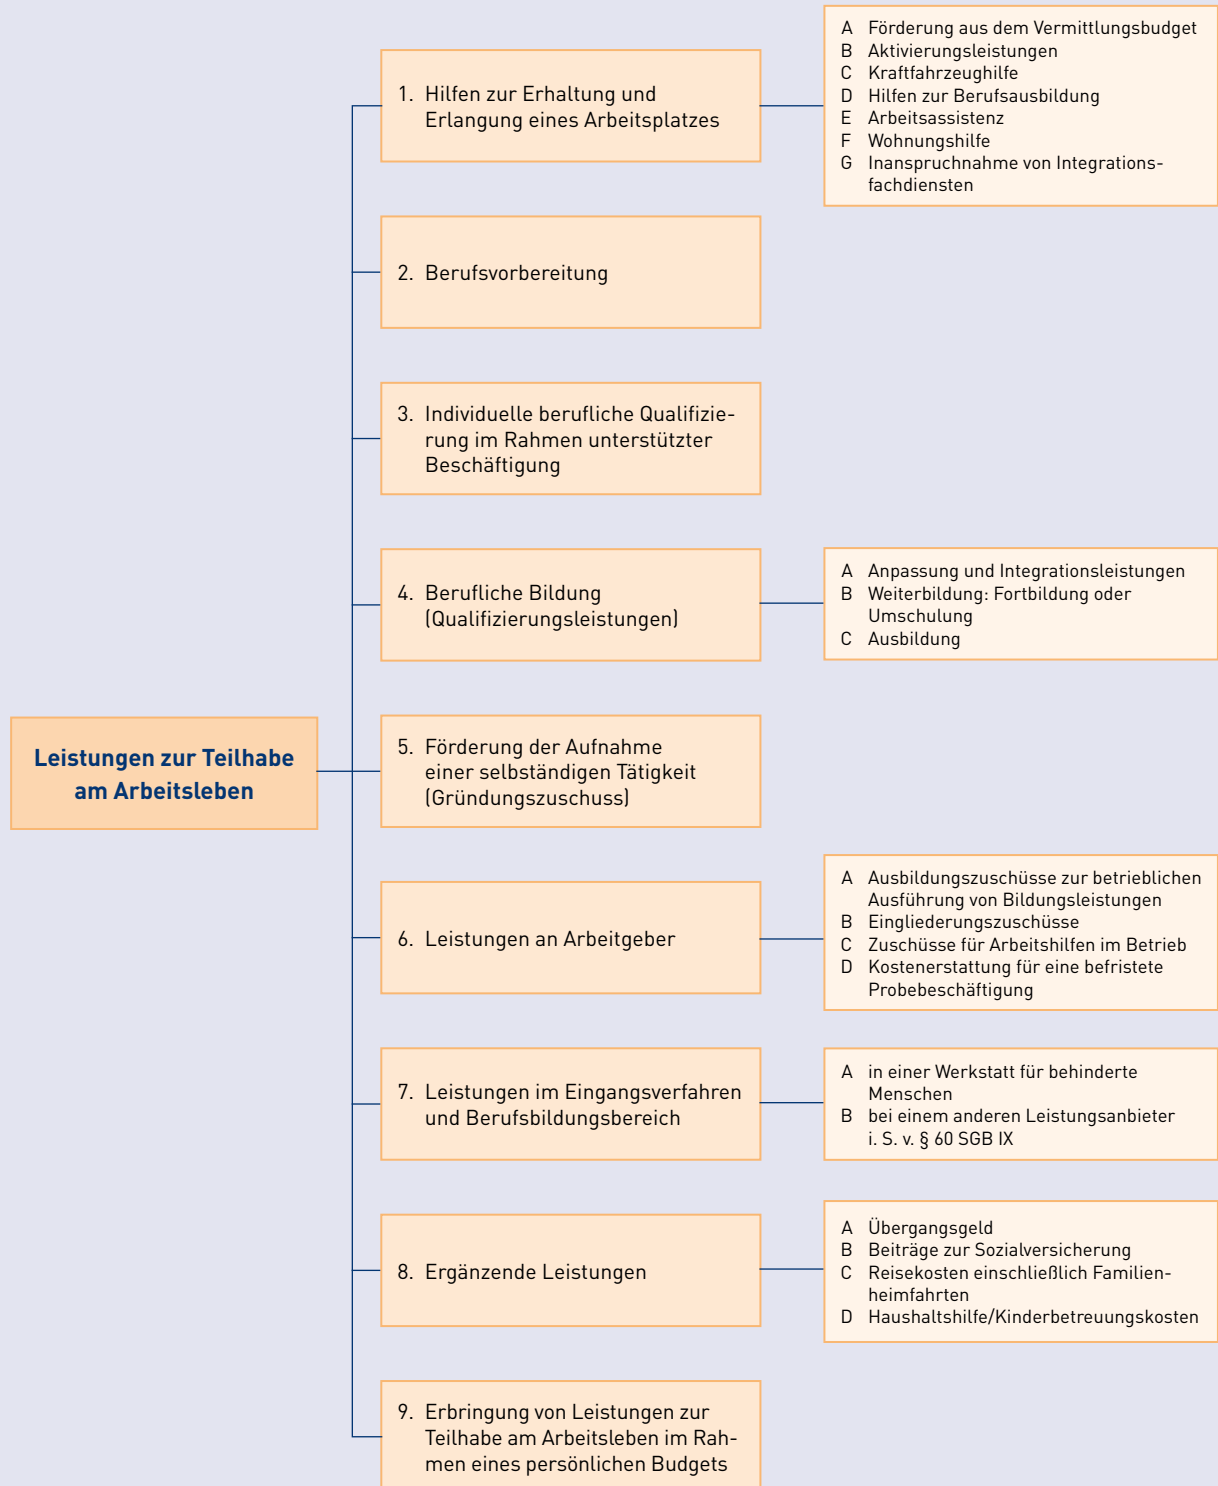 Leistungen zur Teilhabe
am Arbeitsleben
1. Hilfen zur Erhaltung und
Erlangung eines Arbeitsplatzes
A Förderung aus dem Vermittlungsbudget
B Aktivierungsleistungen
C Kraftfahrzeughilfe
D Hilfen zur Berufsausbildung
E Arbeitsassistenz
F Wohnungshilfe
G Inanspruchnahme von Integrations-
fachdiensten
2. Berufsvorbereitung
3. Individuelle berufliche Qualifizie-
rung im Rahmen unterstützter
Beschäftigung
4. Berufliche Bildung
(Qualifizierungsleistungen)
A Anpassung und Integrationsleistungen
B Weiterbildung: Fortbildung oder
Umschulung
C Ausbildung
5. Förderung der Aufnahme
einer selbständigen Tätigkeit
(Gründungszuschuss)
6. Leistungen an Arbeitgeber
A Ausbildungszuschüsse zur betrieblichen
Ausführung von Bildungsleistungen
B Eingliederungszuschüsse
C Zuschüsse für Arbeitshilfen im Betrieb
D Kostenerstattung für eine befristete
Probebeschäftigung
7. Leistungen im Eingangsverfahren
und Berufsbildungsbereich
A in einer Werkstatt für behinderte
Menschen
B bei einem anderen Leistungsanbieter
i. S. v. § 60 SGB IX
8. Ergänzende Leistungen
A Übergangsgeld
B Beiträge zur Sozialversicherung
C Reisekosten einschließlich Familien-
heimfahrten
D Haushaltshilfe/Kinderbetreuungskosten
9. Erbringung von Leistungen zur
Teilhabe am Arbeitsleben im Rah-
men eines persönlichen Budgets